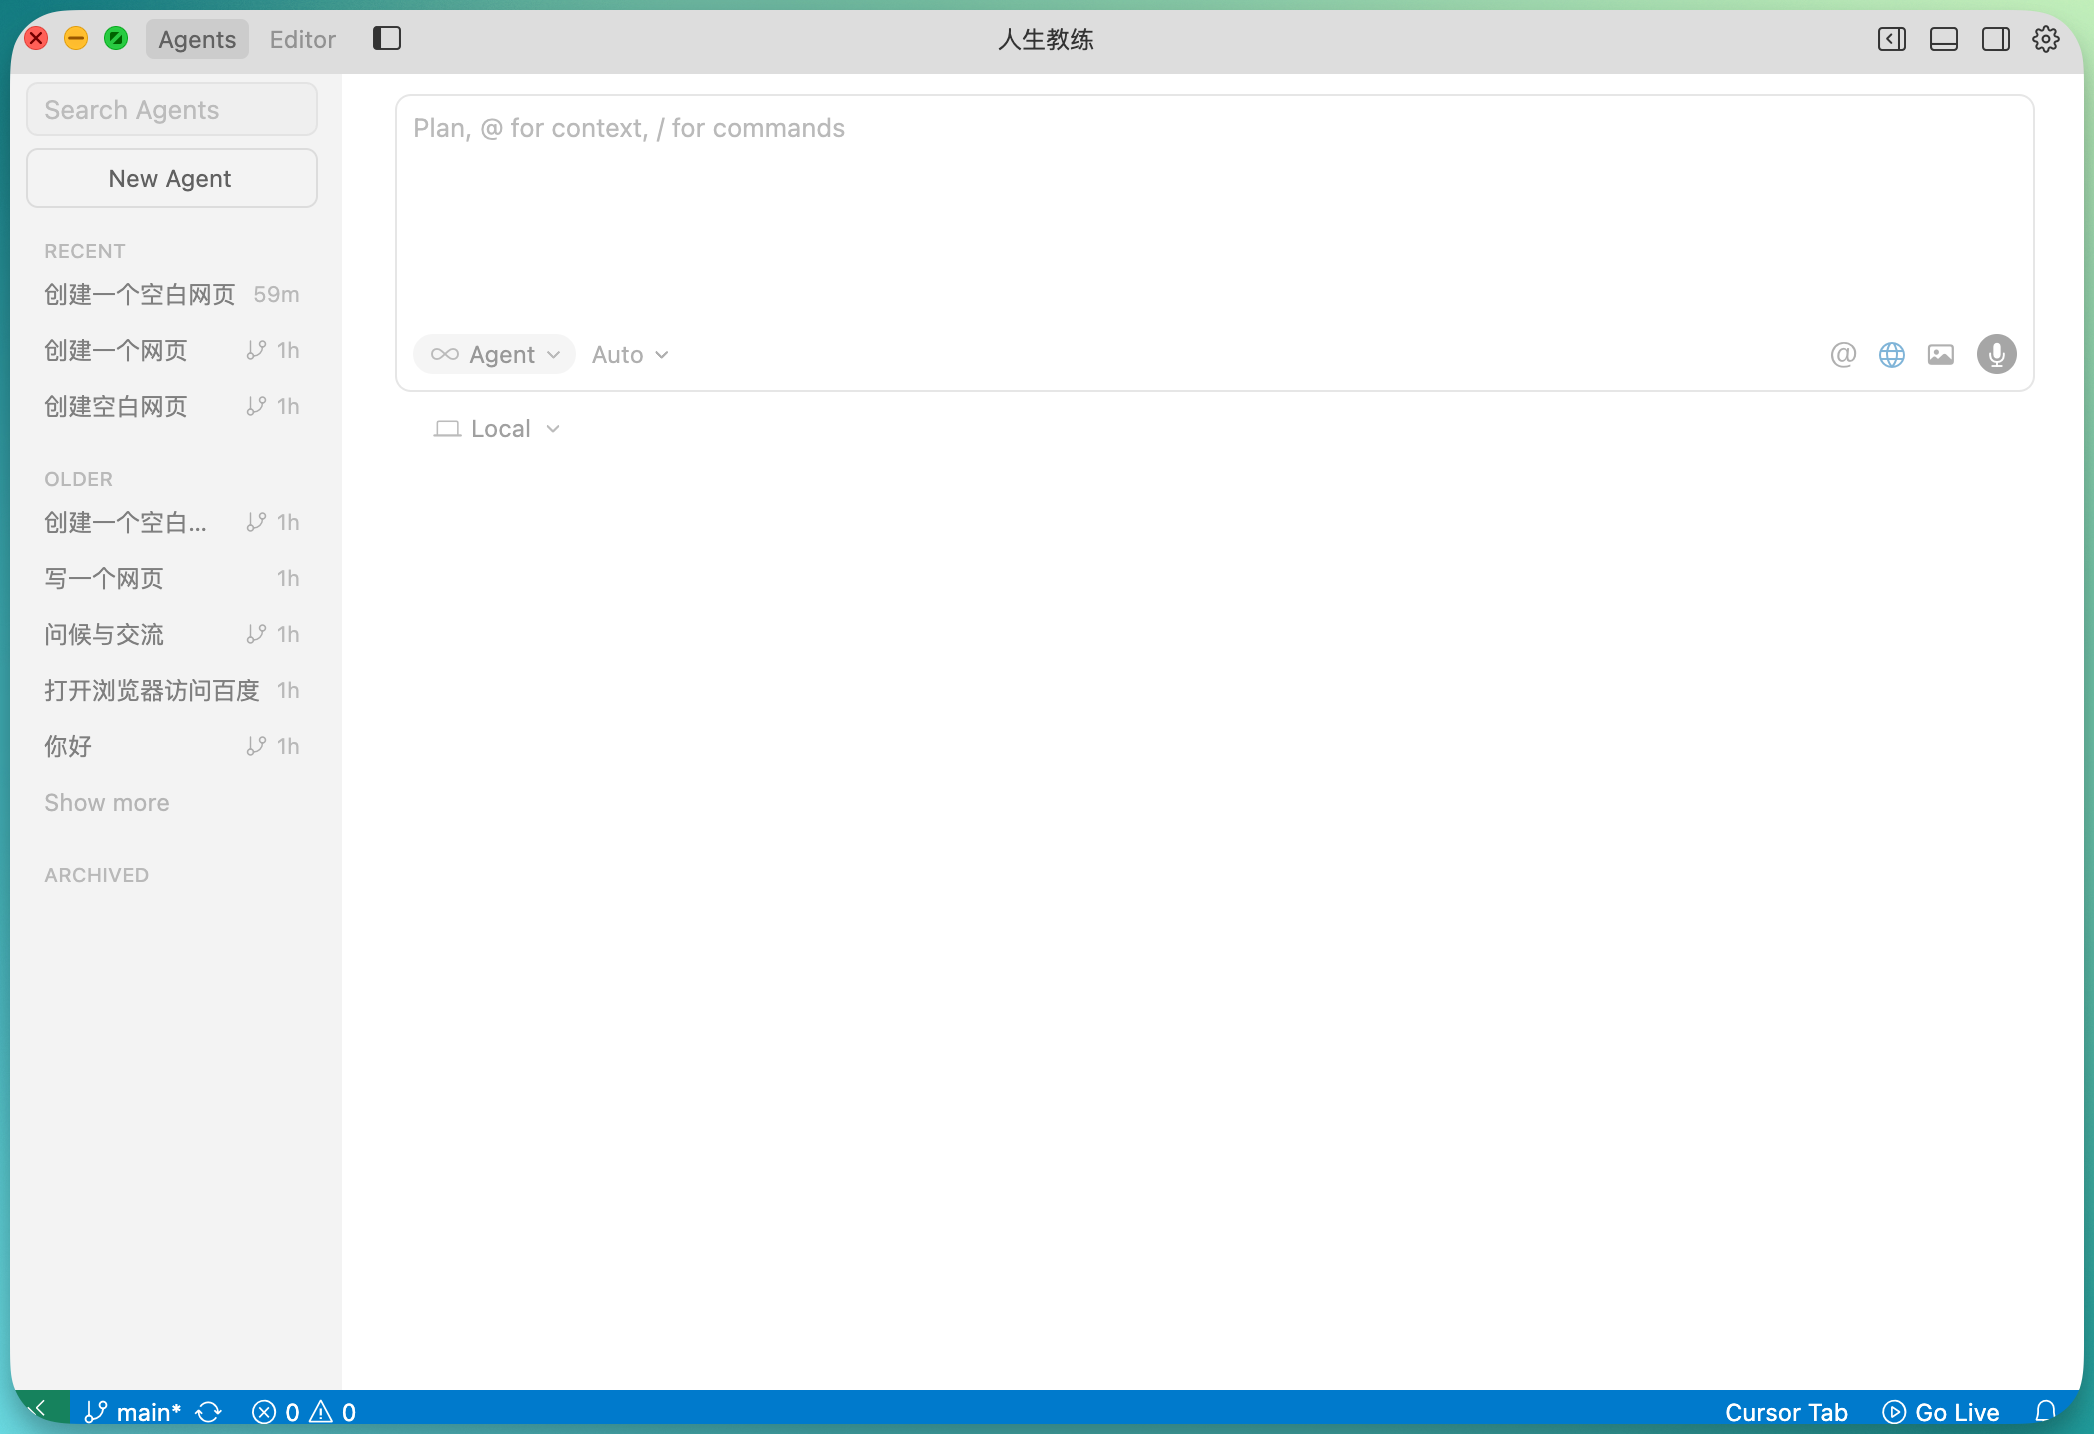 Agents Editor 人生教练
Search Agents
New Agent
RECENT
创建一个空白网页 59m
创建一个网页 1h
创建空白网页 1h
OLDER
创建一个空白... 1h
写一个网页 1h
问候与交流 1h
打开浏览器访问百度 1h
你好 1h
Show more
ARCHIVED
Plan, @ for context, / for commands
Agent Auto
Local
main* 0 0 Cursor Tab Go Live